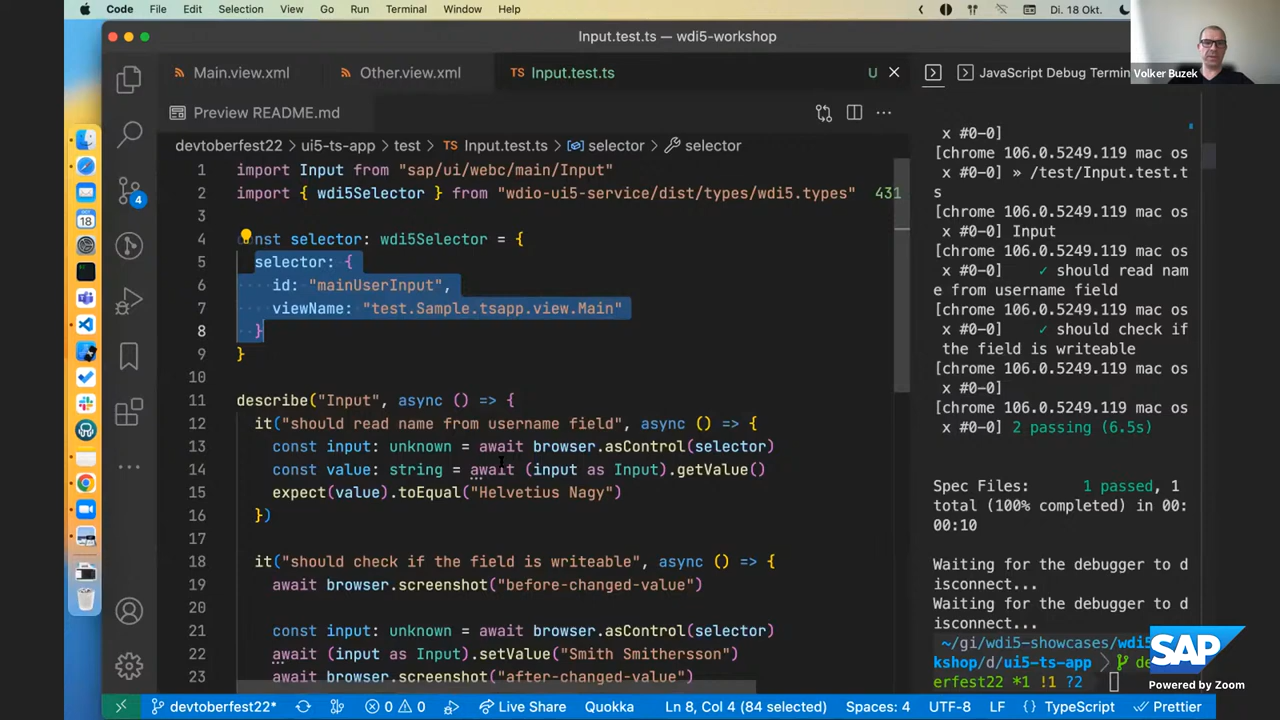 Code File Edit Selection View Go Run Terminal Window Help Di. 18 Okt.
Input.test.ts — wdi5-workshop
Volker Buzek
Main.view.xml Other.view.xml TS Input.test.ts U
JavaScript Debug Termin
Preview README.md
devtoberfest22 ui5-ts-app test TS Input.test.ts selector selector
1 import Input from "sap/ui/webc/main/Input"
2 import { wdi5Selector } from "wdio-ui5-service/dist/types/wdi5.types" 431
3
4 const selector: wdi5Selector = {
5 selector: {
6 id: "mainUserInput",
7 viewName: "test.Sample.tsapp.view.Main"
8 }
9 }
10
11 describe("Input", async () => {
12 it("should read name from username field", async () => {
13 const input: unknown = await browser.asControl(selector)
14 const value: string = await (input as Input).getValue()
15 expect(value).toEqual("Helvetius Nagy")
16 })
17
18 it("should check if the field is writeable", async () => {
19 await browser.screenshot("before-changed-value")
20
21 const input: unknown = await browser.asControl(selector)
22 await (input as Input).setValue("Smith Smithersson")
23 await browser.screenshot("after-changed-value")
x #0-0]
[chrome 106.0.5249.119 mac os
x #0-0] » /test/Input.test.t
s
[chrome 106.0.5249.119 mac os
x #0-0] Input
[chrome 106.0.5249.119 mac os
x #0-0] ✓ should read nam
e from username field
[chrome 106.0.5249.119 mac os
x #0-0] ✓ should check if
the field is writeable
[chrome 106.0.5249.119 mac os
x #0-0]
[chrome 106.0.5249.119 mac os
x #0-0] 2 passing (6.5s)
Spec Files: 1 passed, 1
total (100% completed) in 00:
00:10
Waiting for the debugger to d
isconnect...
Waiting for the debugger to d
isconnect...
~/gi/wdi5-showcases/wdi5
kshop/d/ui5-ts-app de
erfest22 *1 !1 ?2
SAP
Powered by Zoom
4
18
devtoberfest22* 0 0 Live Share Quokka Ln 8, Col 4 (84 selected) Spaces: 4 UTF-8 LF TypeScript Prettier